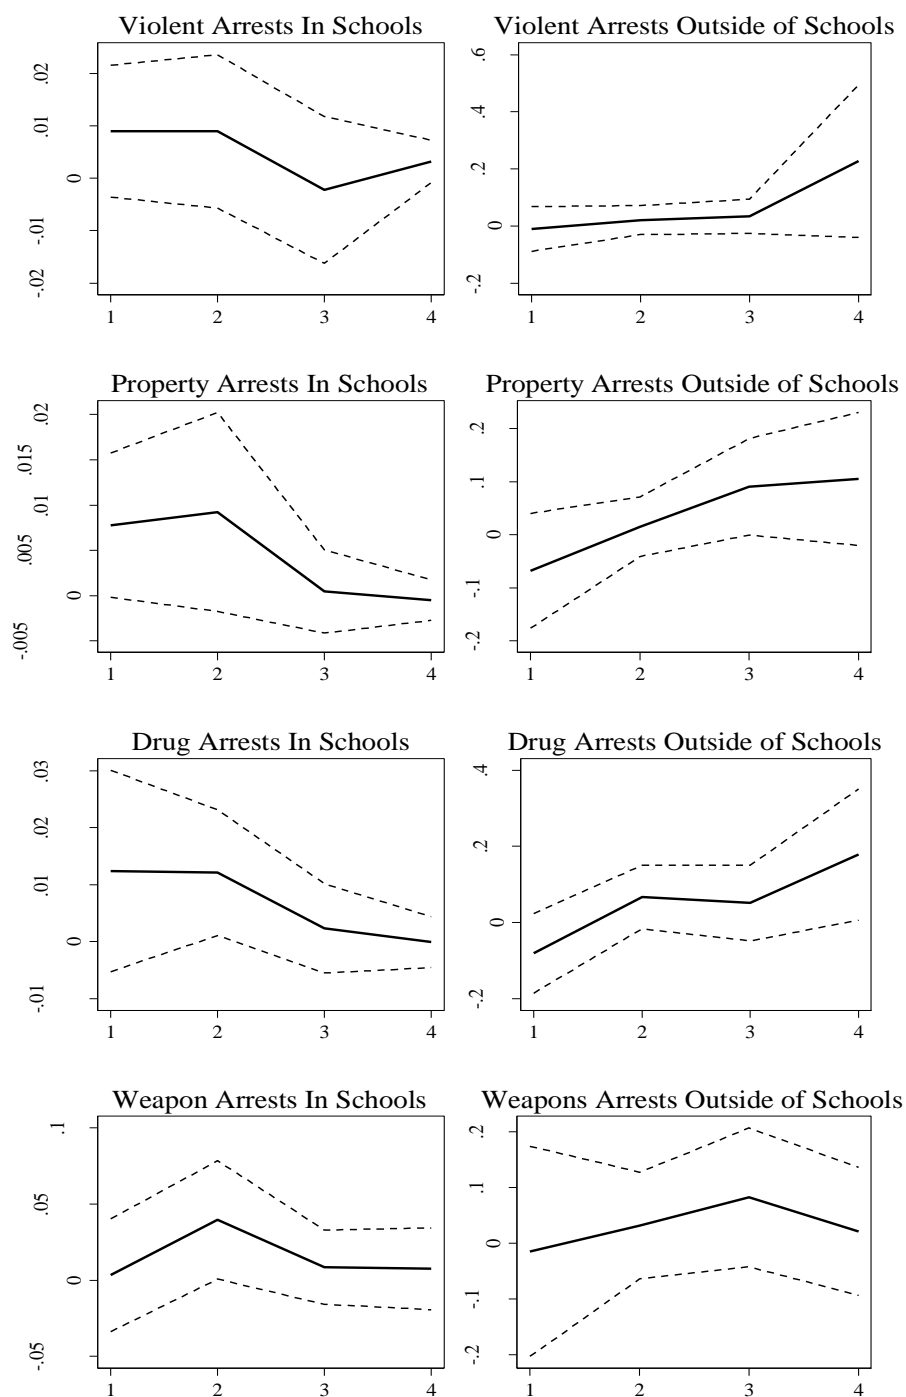 Violent Arrests In Schools
.02
.01
0
-.01
-.02
1 2 3 4
Violent Arrests Outside of Schools
.6
.4
.2
0
-.2
1 2 3 4
Property Arrests In Schools
.02
.015
.01
.005
0
-.005
1 2 3 4
Property Arrests Outside of Schools
.2
.1
0
-.1
-.2
1 2 3 4
Drug Arrests In Schools
.03
.02
.01
0
-.01
1 2 3 4
Drug Arrests Outside of Schools
.4
.2
0
-.2
1 2 3 4
Weapon Arrests In Schools
.1
.05
0
-.05
1 2 3 4
Weapons Arrests Outside of Schools
.2
.1
0
-.1
-.2
1 2 3 4